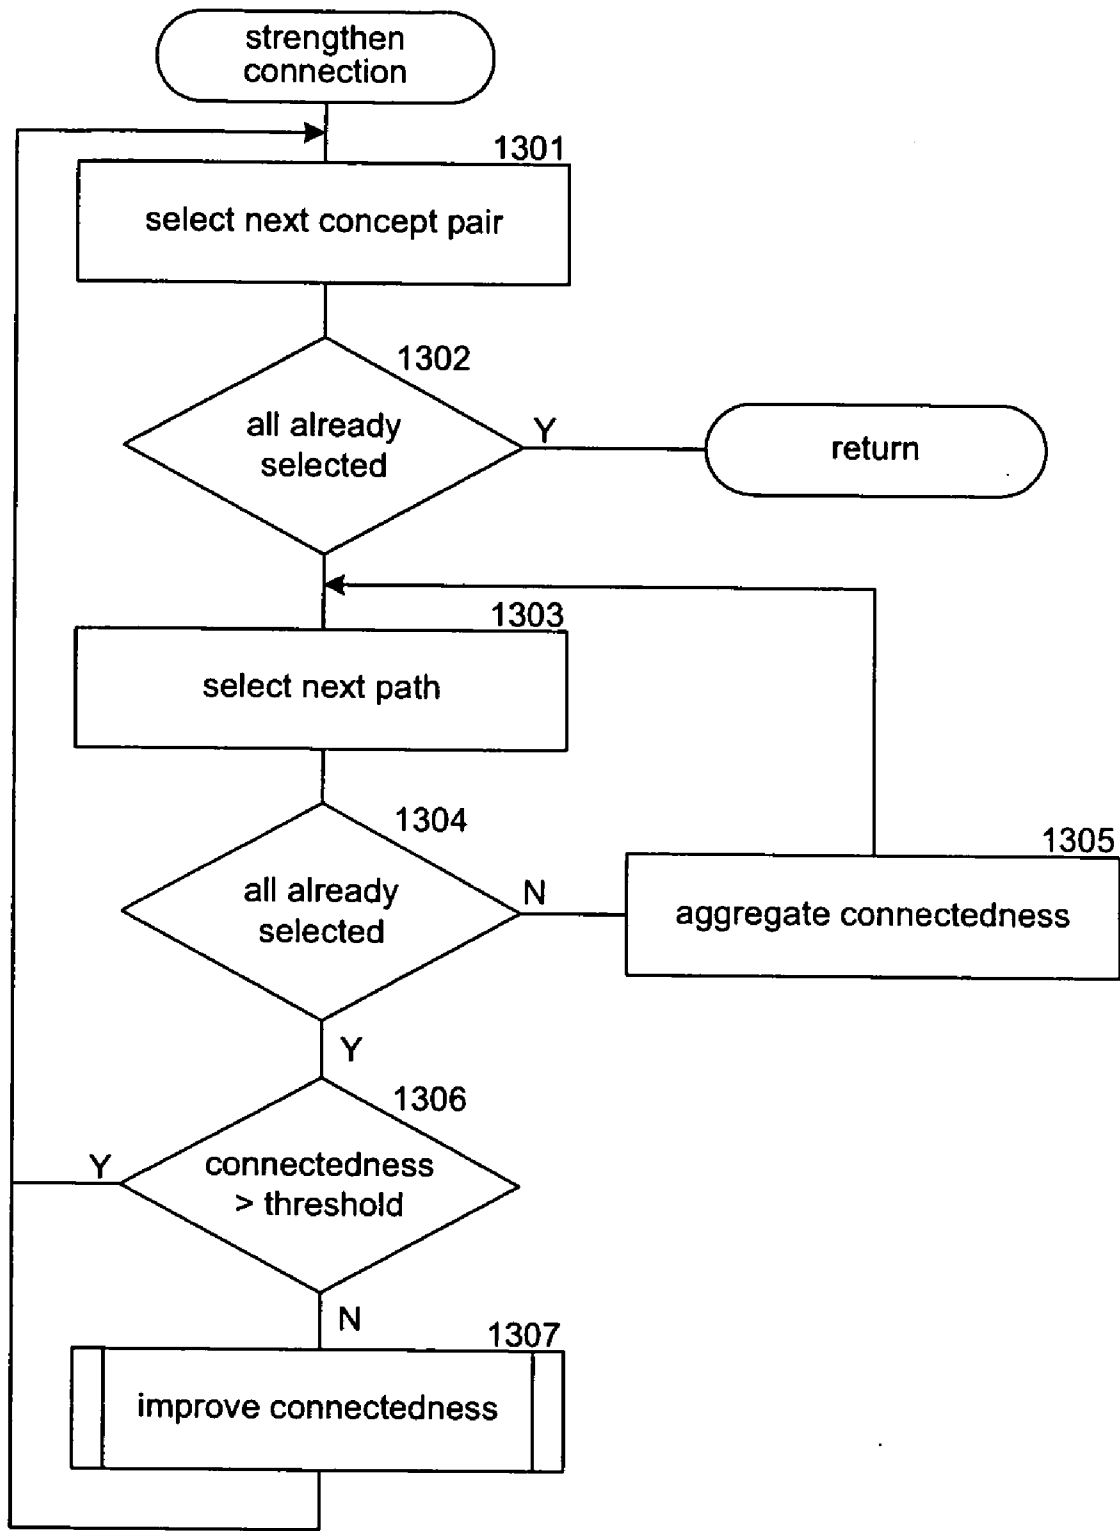 strengthen
connection
1301
select next concept pair
1302
all already
selected
Y
return
1303
select next path
1304
all already
selected
N
1305
aggregate connectedness
Y
1306
connectedness
> threshold
Y
N
1307
improve connectedness